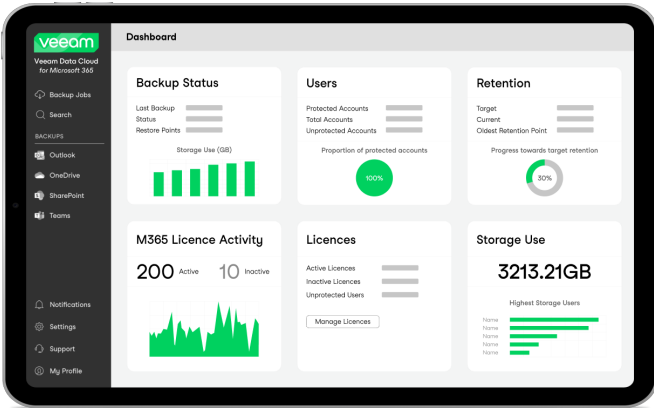 veeam
Veeam Data Cloud
for Microsoft 365
Backup Jobs
Search
BACKUPS
Outlook
OneDrive
SharePoint
Teams
Notifications
Settings
Support
My Profile
Dashboard
Backup Status
Last Backup
Status
Restore Points
Storage Use (GB)
Users
Protected Accounts
Total Accounts
Unprotected Accounts
Proportion of protected accounts
100%
Retention
Target
Current
Oldest Retention Point
Progress towards target retention
30%
M365 Licence Activity
200 Active 10 Inactive
Licences
Active Licences
Inactive Licences
Unprotected Users
Manage Licences
Storage Use
3213.21GB
Highest Storage Users
Name
Name
Name
Name
Name